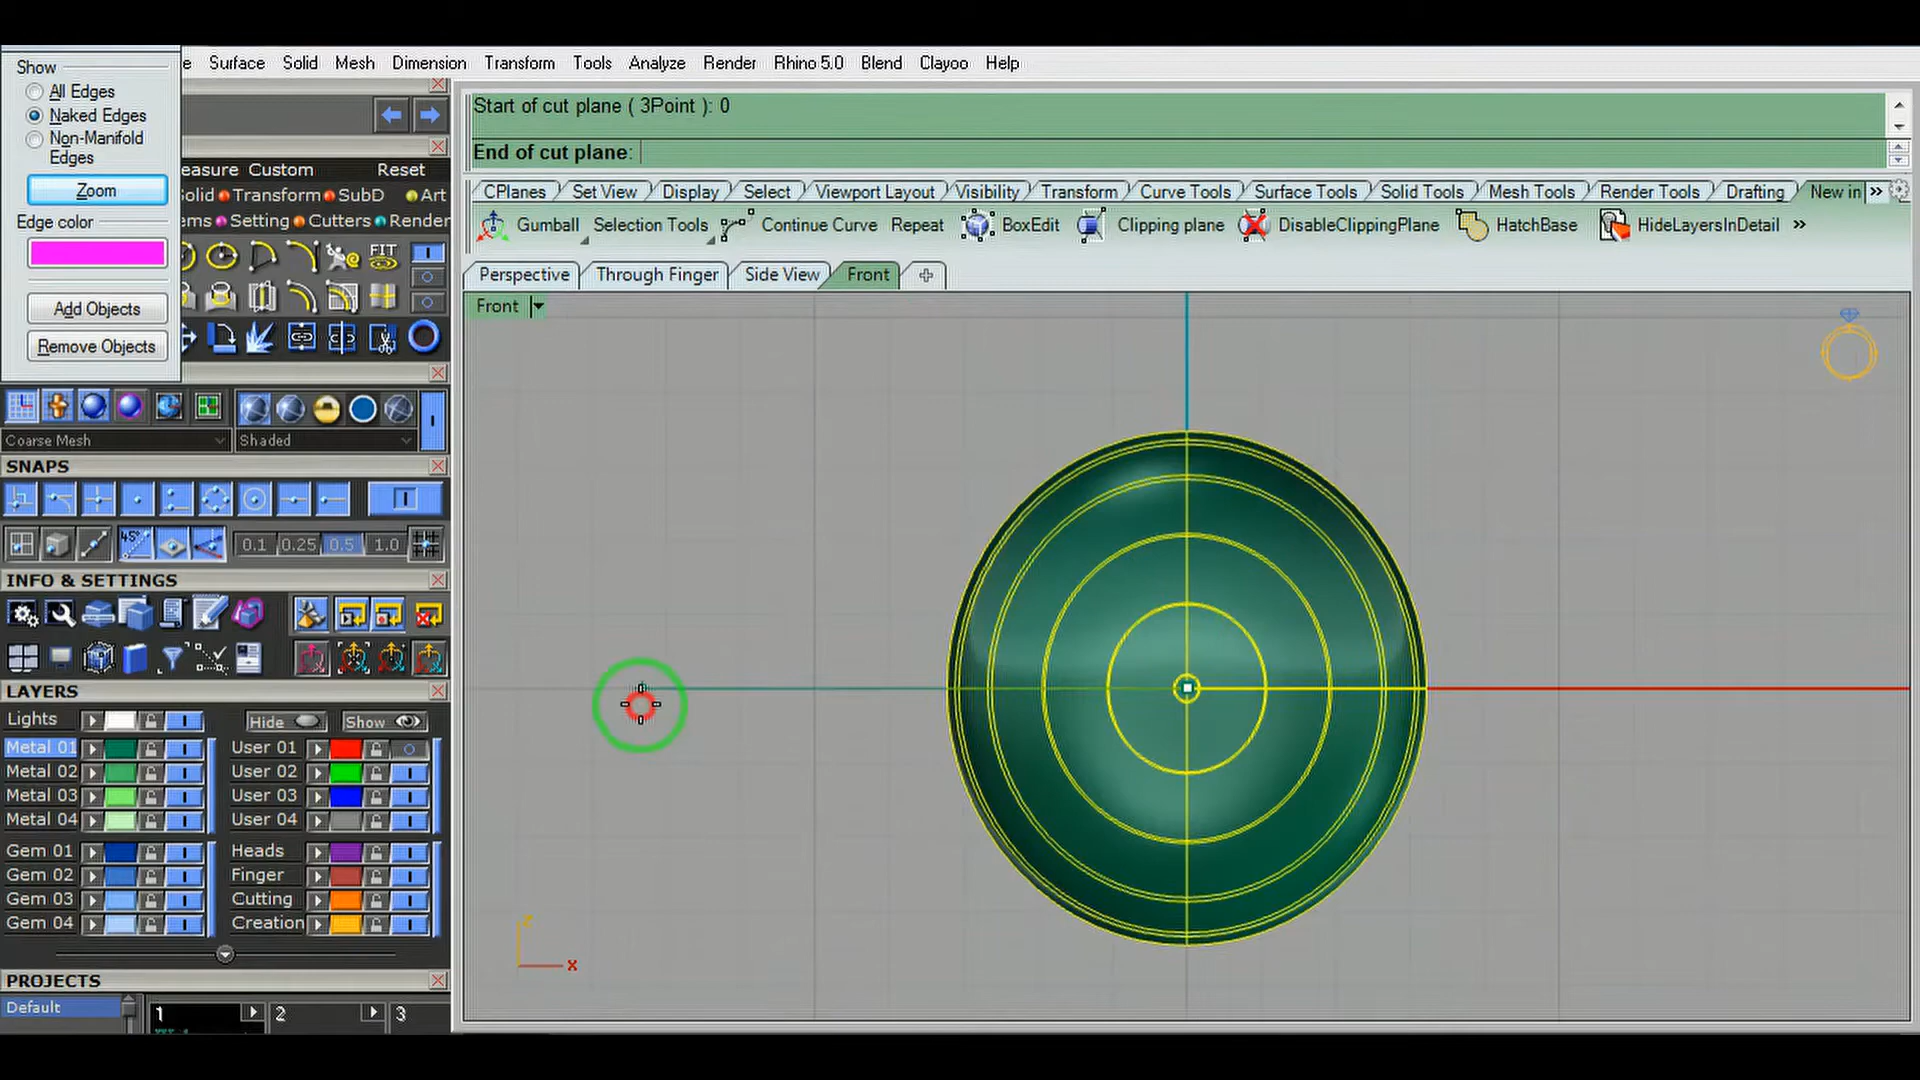 Show
All Edges
Naked Edges
Non-Manifold
Edges
Zoom
Edge color
Add Objects
Remove Objects
e Surface Solid Mesh Dimension Transform Tools Analyze Render Rhino 5.0 Blend Clayoo Help
Start of cut plane ( 3Point ): 0
End of cut plane:
easure Custom Reset
olid Transform SubD Art
ems Setting Cutters Render
FIT
CPlanes Set View Display Select Viewport Layout Visibility Transform Curve Tools Surface Tools Solid Tools Mesh Tools Render Tools Drafting New in »
Gumball Selection Tools Continue Curve Repeat BoxEdit Clipping plane DisableClippingPlane HatchBase HideLayersInDetail »
Perspective Through Finger Side View Front
Front
Coarse Mesh Shaded
SNAPS
45° 0.1 0.25 0.5 1.0
INFO & SETTINGS
LAYERS
Lights Hide Show
Metal 01 User 01
Metal 02 User 02
Metal 03 User 03
Metal 04 User 04
Gem 01 Heads
Gem 02 Finger
Gem 03 Cutting
Gem 04 Creation
z
x
PROJECTS
Default 1 2 3